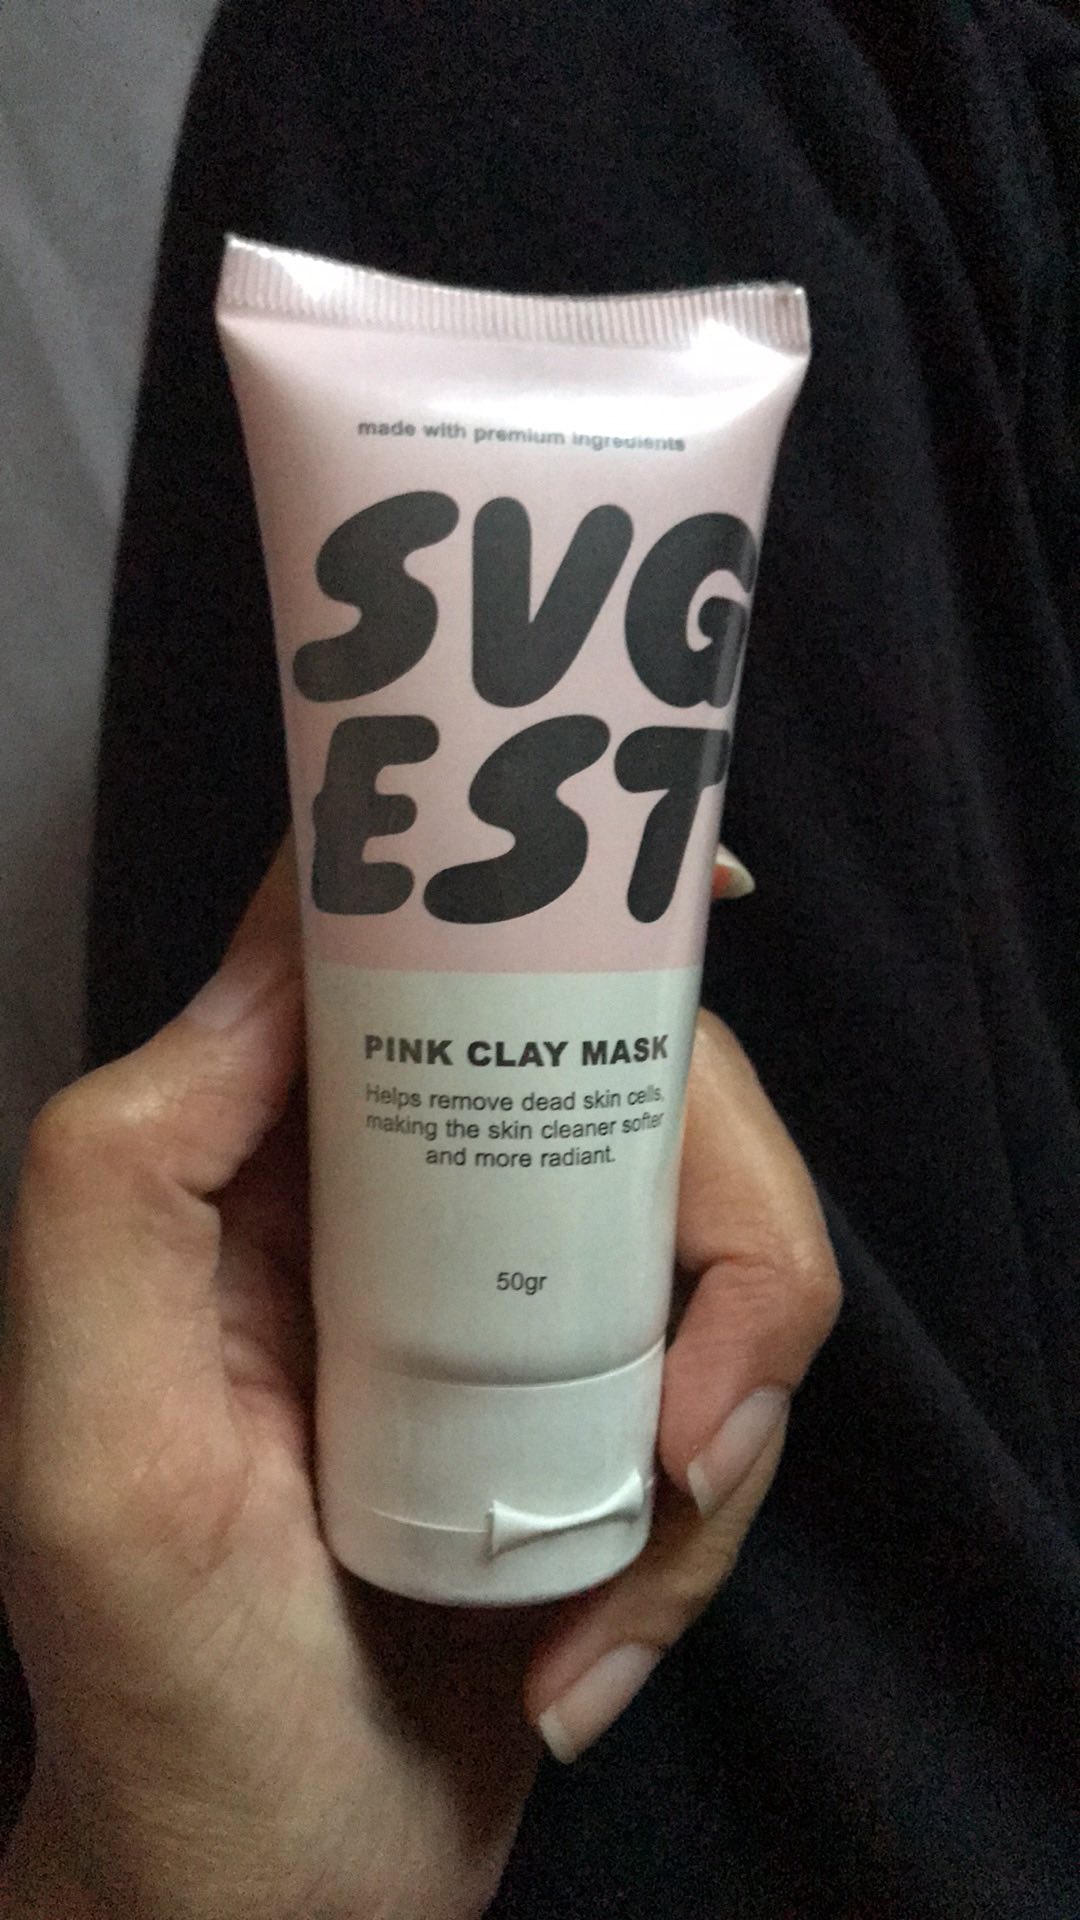 made with premium ingredients
SVG
EST
PINK CLAY MASK
Helps remove dead skin cells,
making the skin cleaner softer
and more radiant.
50gr